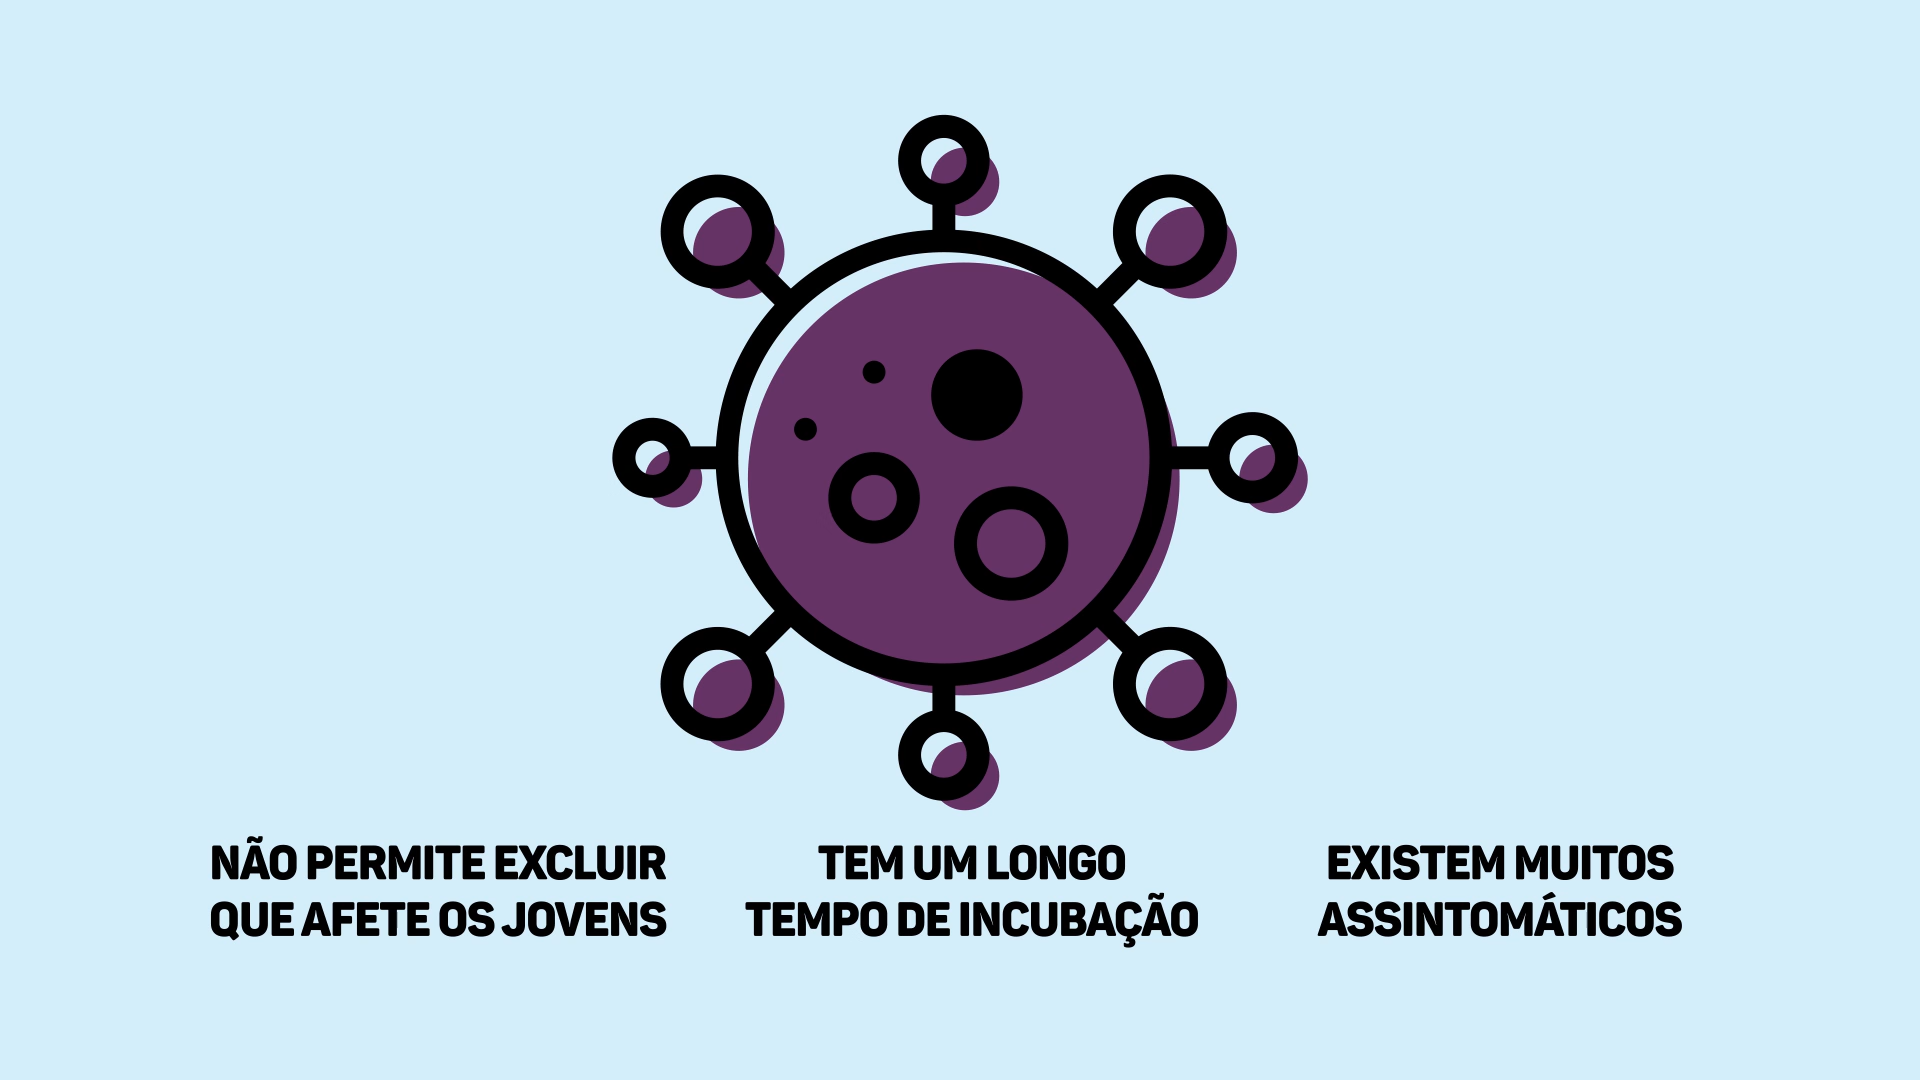 NÃO PERMITE EXCLUIR
QUE AFETE OS JOVENS
TEM UM LONGO
TEMPO DE INCUBAÇÃO
EXISTEM MUITOS
ASSINTOMÁTICOS